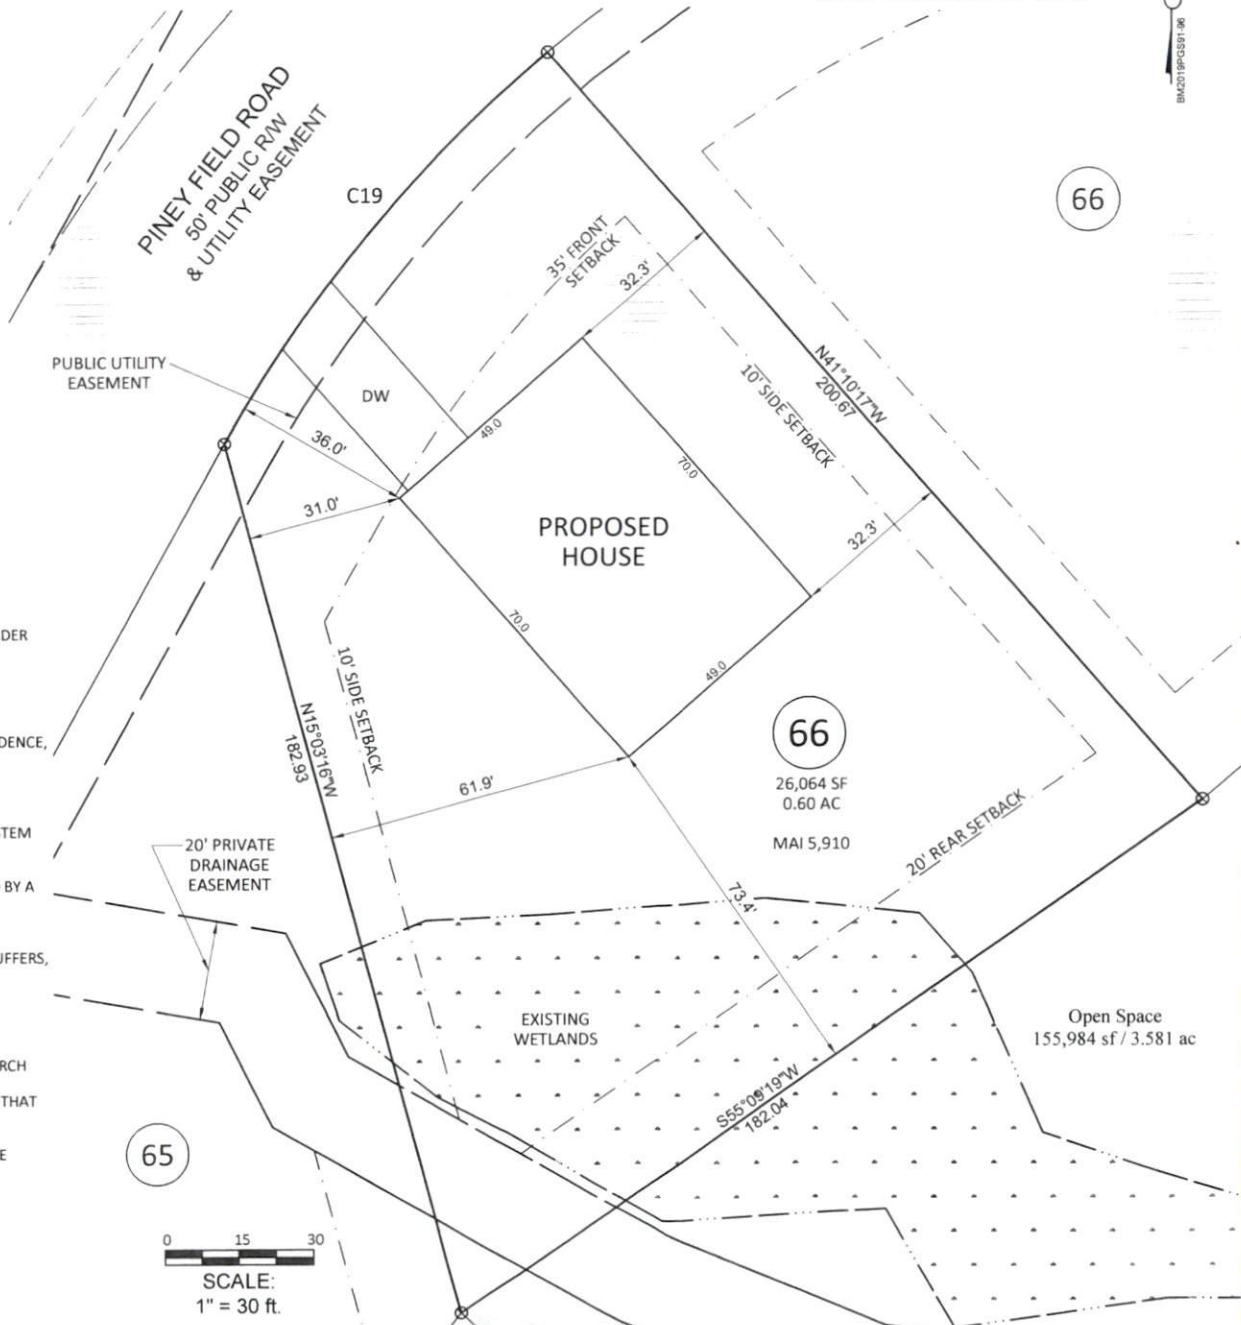 BM2019PGS91-96
PINEY FIELD ROAD
50' PUBLIC R/W
& UTILITY EASEMENT
C19
66
35' FRONT
SETBACK
32.3'
N41°10'17"W
200.67
PUBLIC UTILITY
EASEMENT
DW
10' SIDE SETBACK
49.0
36.0'
70.0
31.0'
PROPOSED
HOUSE
32.3'
DER
70.0
10' SIDE SETBACK
49.0
N15°03'16"W
182.93
66
DENCE,
61.9'
26,064 SF
0.60 AC
MAI 5,910
20' REAR SETBACK
TEM
20' PRIVATE
DRAINAGE
EASEMENT
BY A
73.4'
UFFERS,
EXISTING
WETLANDS
Open Space
155,984 sf / 3.581 ac
RCH
THAT
S55°09'19"W
182.04
E
65
0 15 30
SCALE:
1" = 30 ft.